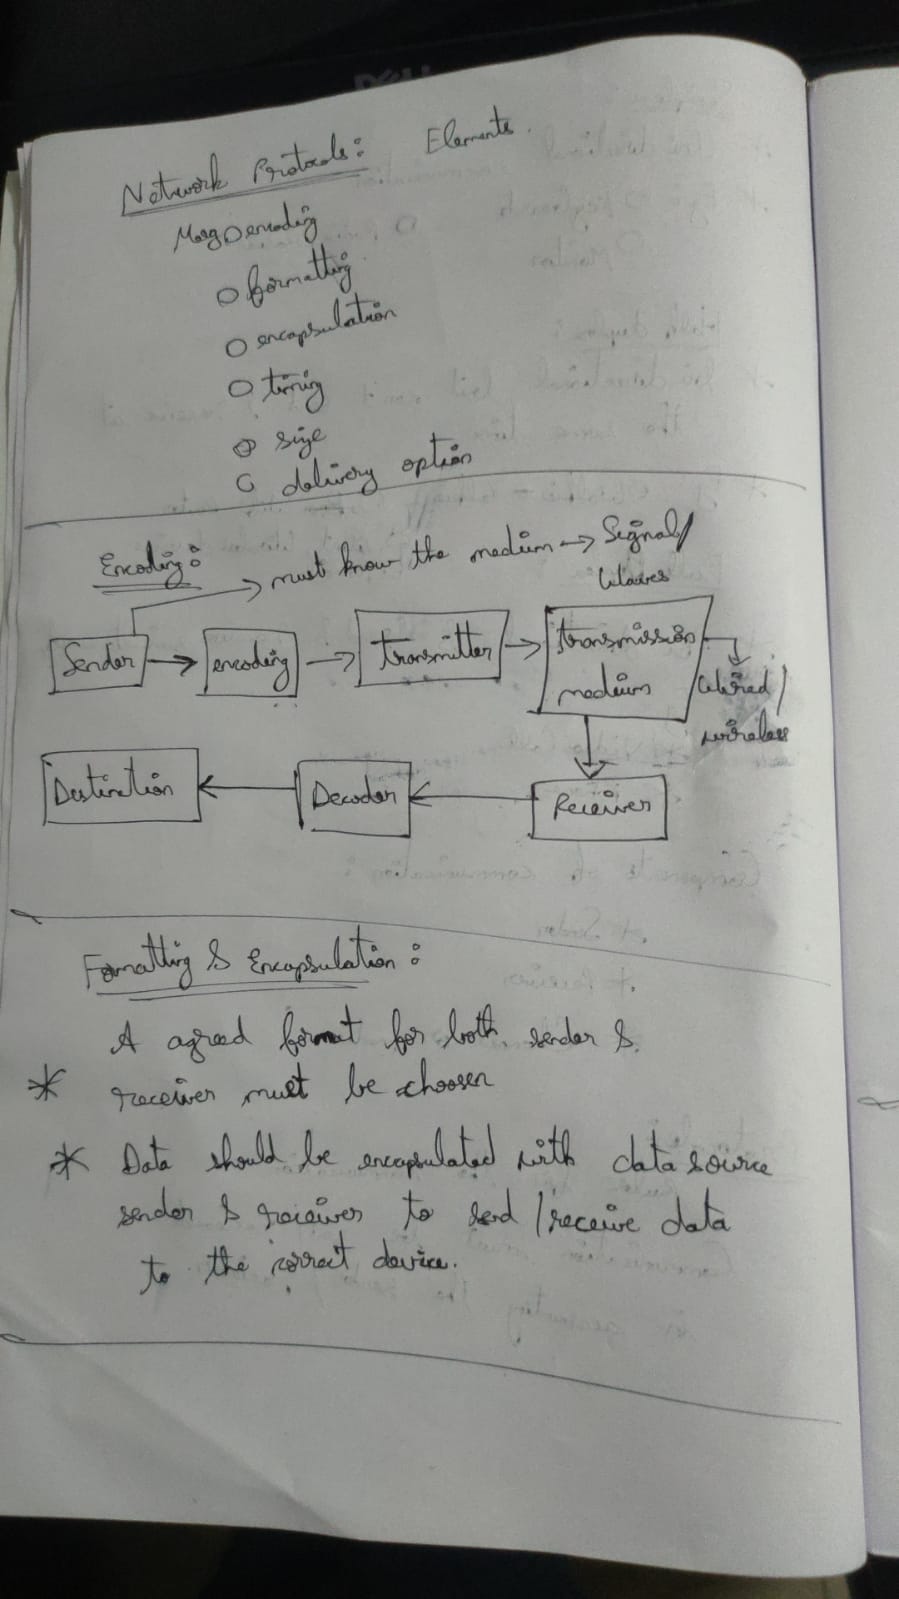 Network Protocols: Elements.
Msg encoding
formatting
encapsulation
timing
size
delivery option
Encoding:
must know the medium → Signal/
Waves
Sender → encoding → transmitter → transmission
medium
Wired /
wireless
Destination ← Decoder ← Receiver
Formatting & Encapsulation:
A agreed format for both sender &
* receiver must be choosen
* Data should be encapsulated with data source
sender & receiver to send / receive data
to the correct device.